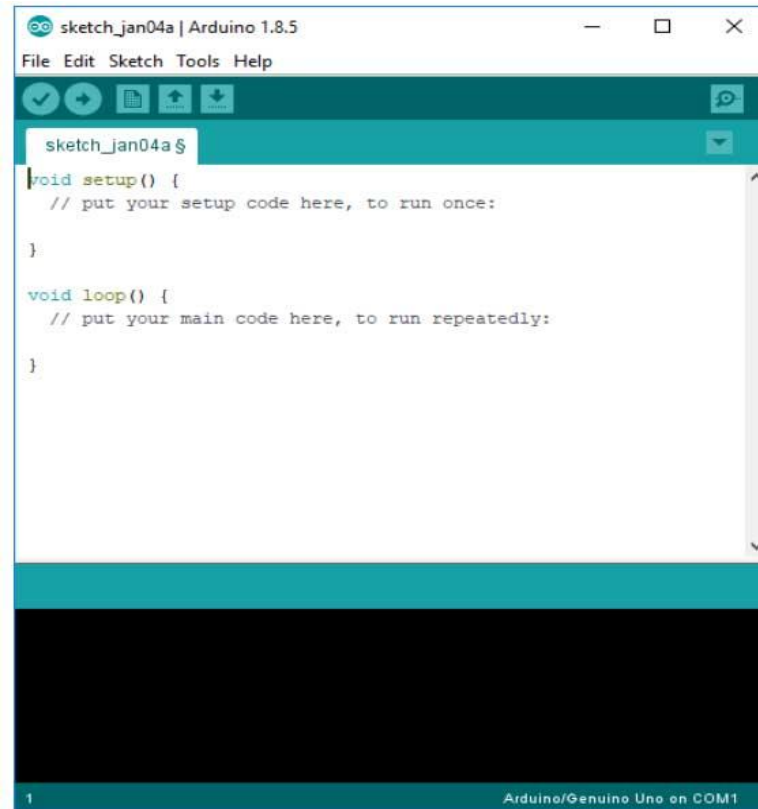 sketch_jan04a | Arduino 1.8.5
File Edit Sketch Tools Help
sketch_jan04a §
void setup() {
  // put your setup code here, to run once:
}
void loop() {
  // put your main code here, to run repeatedly:
}
1 Arduino/Genuino Uno on COM1